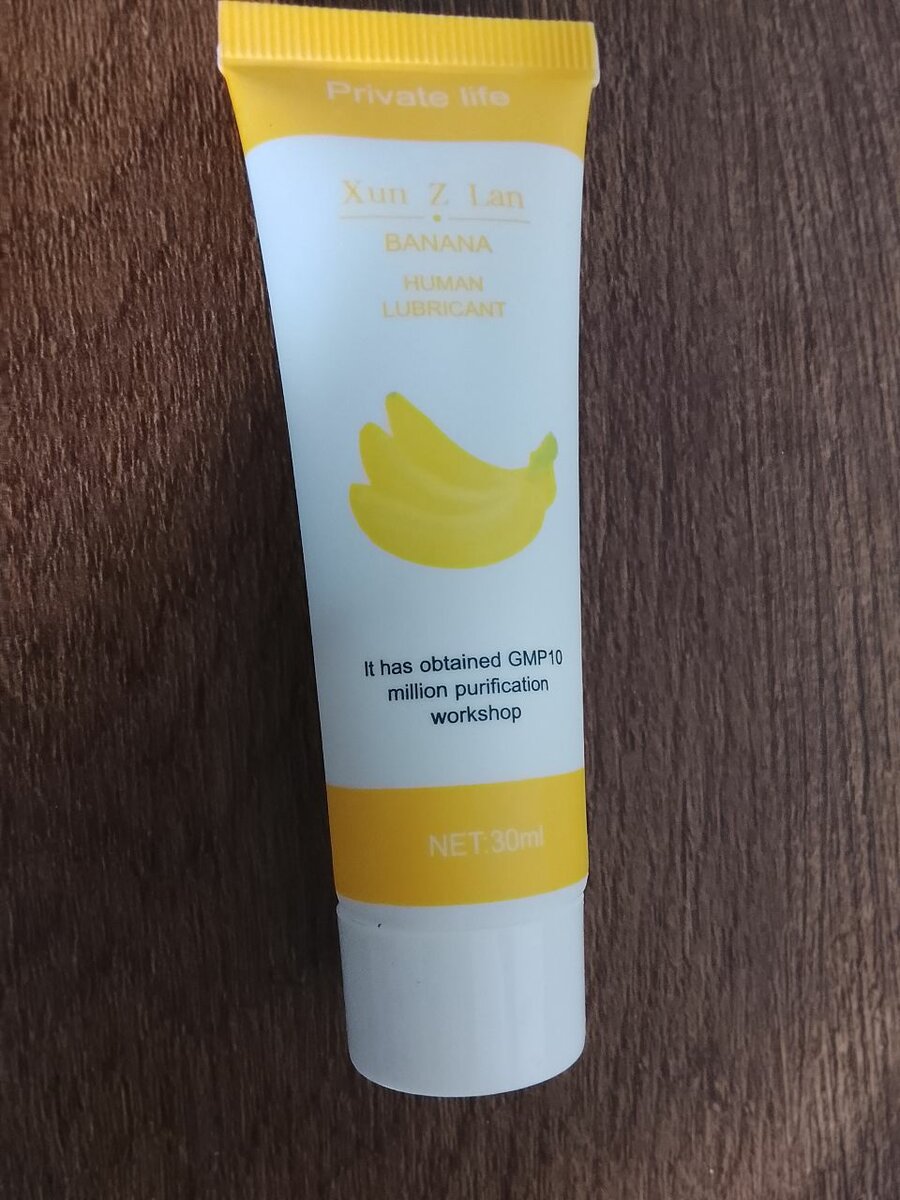 Private life
Xun Z Lan
BANANA
HUMAN
LUBRICANT
It has obtained GMP10
million purification
workshop
NET:30ml